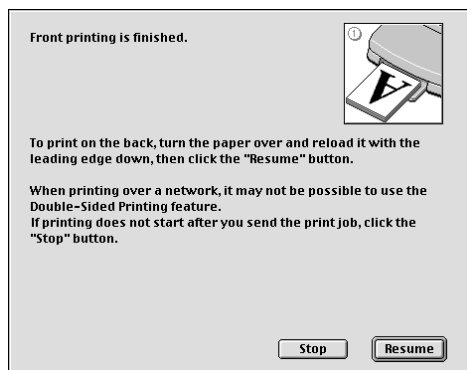 Front printing is finished.
①
A
To print on the back, turn the paper over and reload it with the
leading edge down, then click the "Resume" button.
When printing over a network, it may not be possible to use the
Double-Sided Printing feature.
If printing does not start after you send the print job, click the
"Stop" button.
Stop
Resume